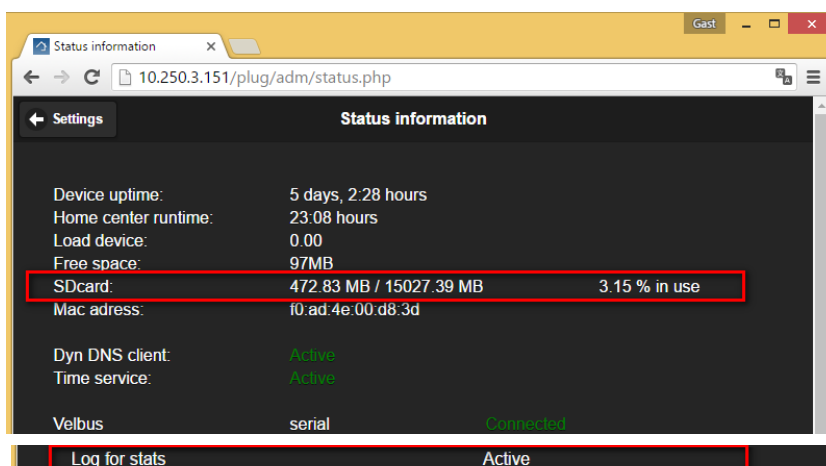 Gast
Status information
10.250.3.151/plug/adm/status.php
Settings
Status information
Device uptime: 5 days, 2:28 hours
Home center runtime: 23:08 hours
Load device: 0.00
Free space: 97MB
SDcard: 472.83 MB / 15027.39 MB 3.15 % in use
Mac adress: f0:ad:4e:00:d8:3d
Dyn DNS client: Active
Time service: Active
Velbus serial Connected
Log for stats Active